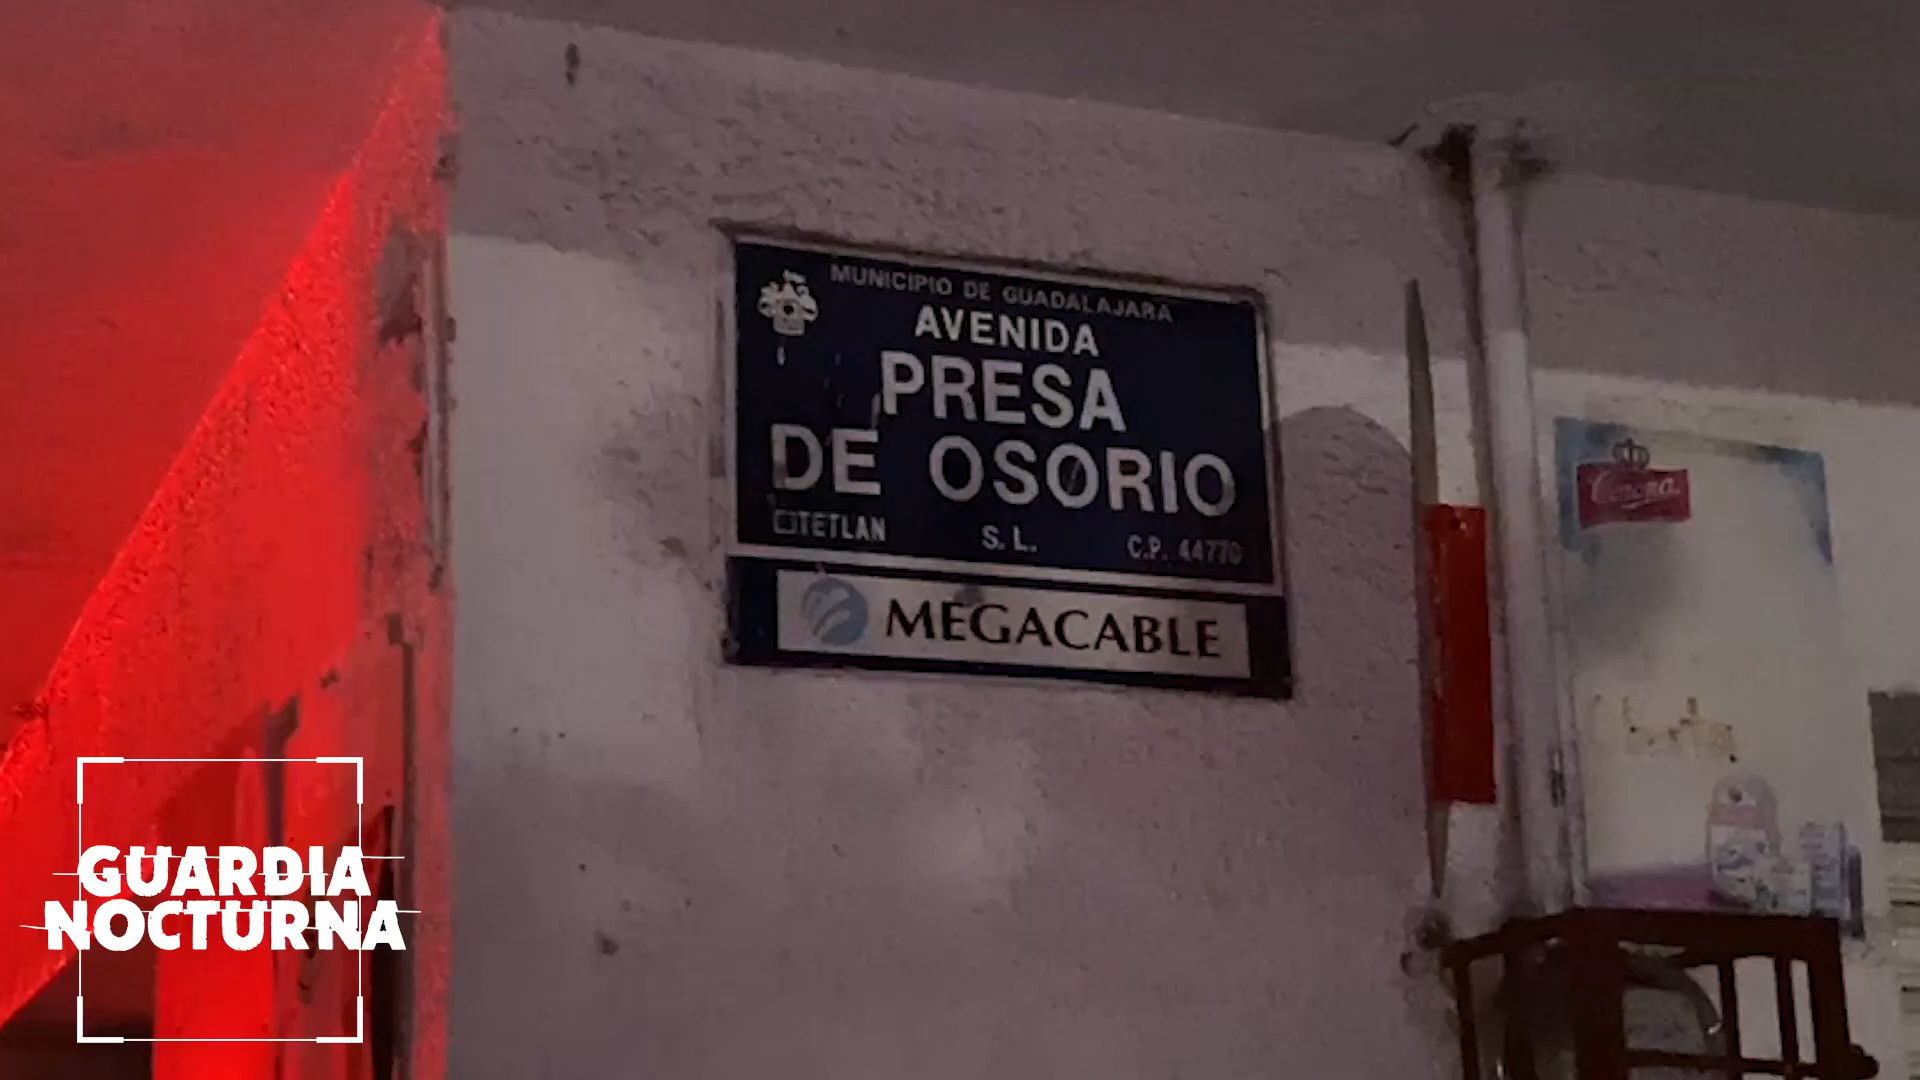 MUNICIPIO DE GUADALAJARA
AVENIDA
PRESA
DE OSORIO
TETLAN S.L. C.P. 44770
MEGACABLE
Corona
GUARDIA
NOCTURNA